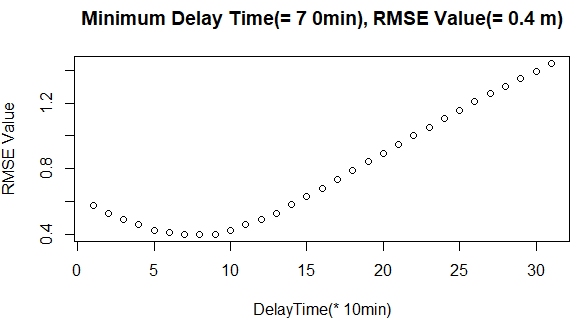 Minimum Delay Time(= 7 0min), RMSE Value(= 0.4 m)
RMSE Value
1.2
0.8
0.4
0 5 10 15 20 25 30
DelayTime(* 10min)